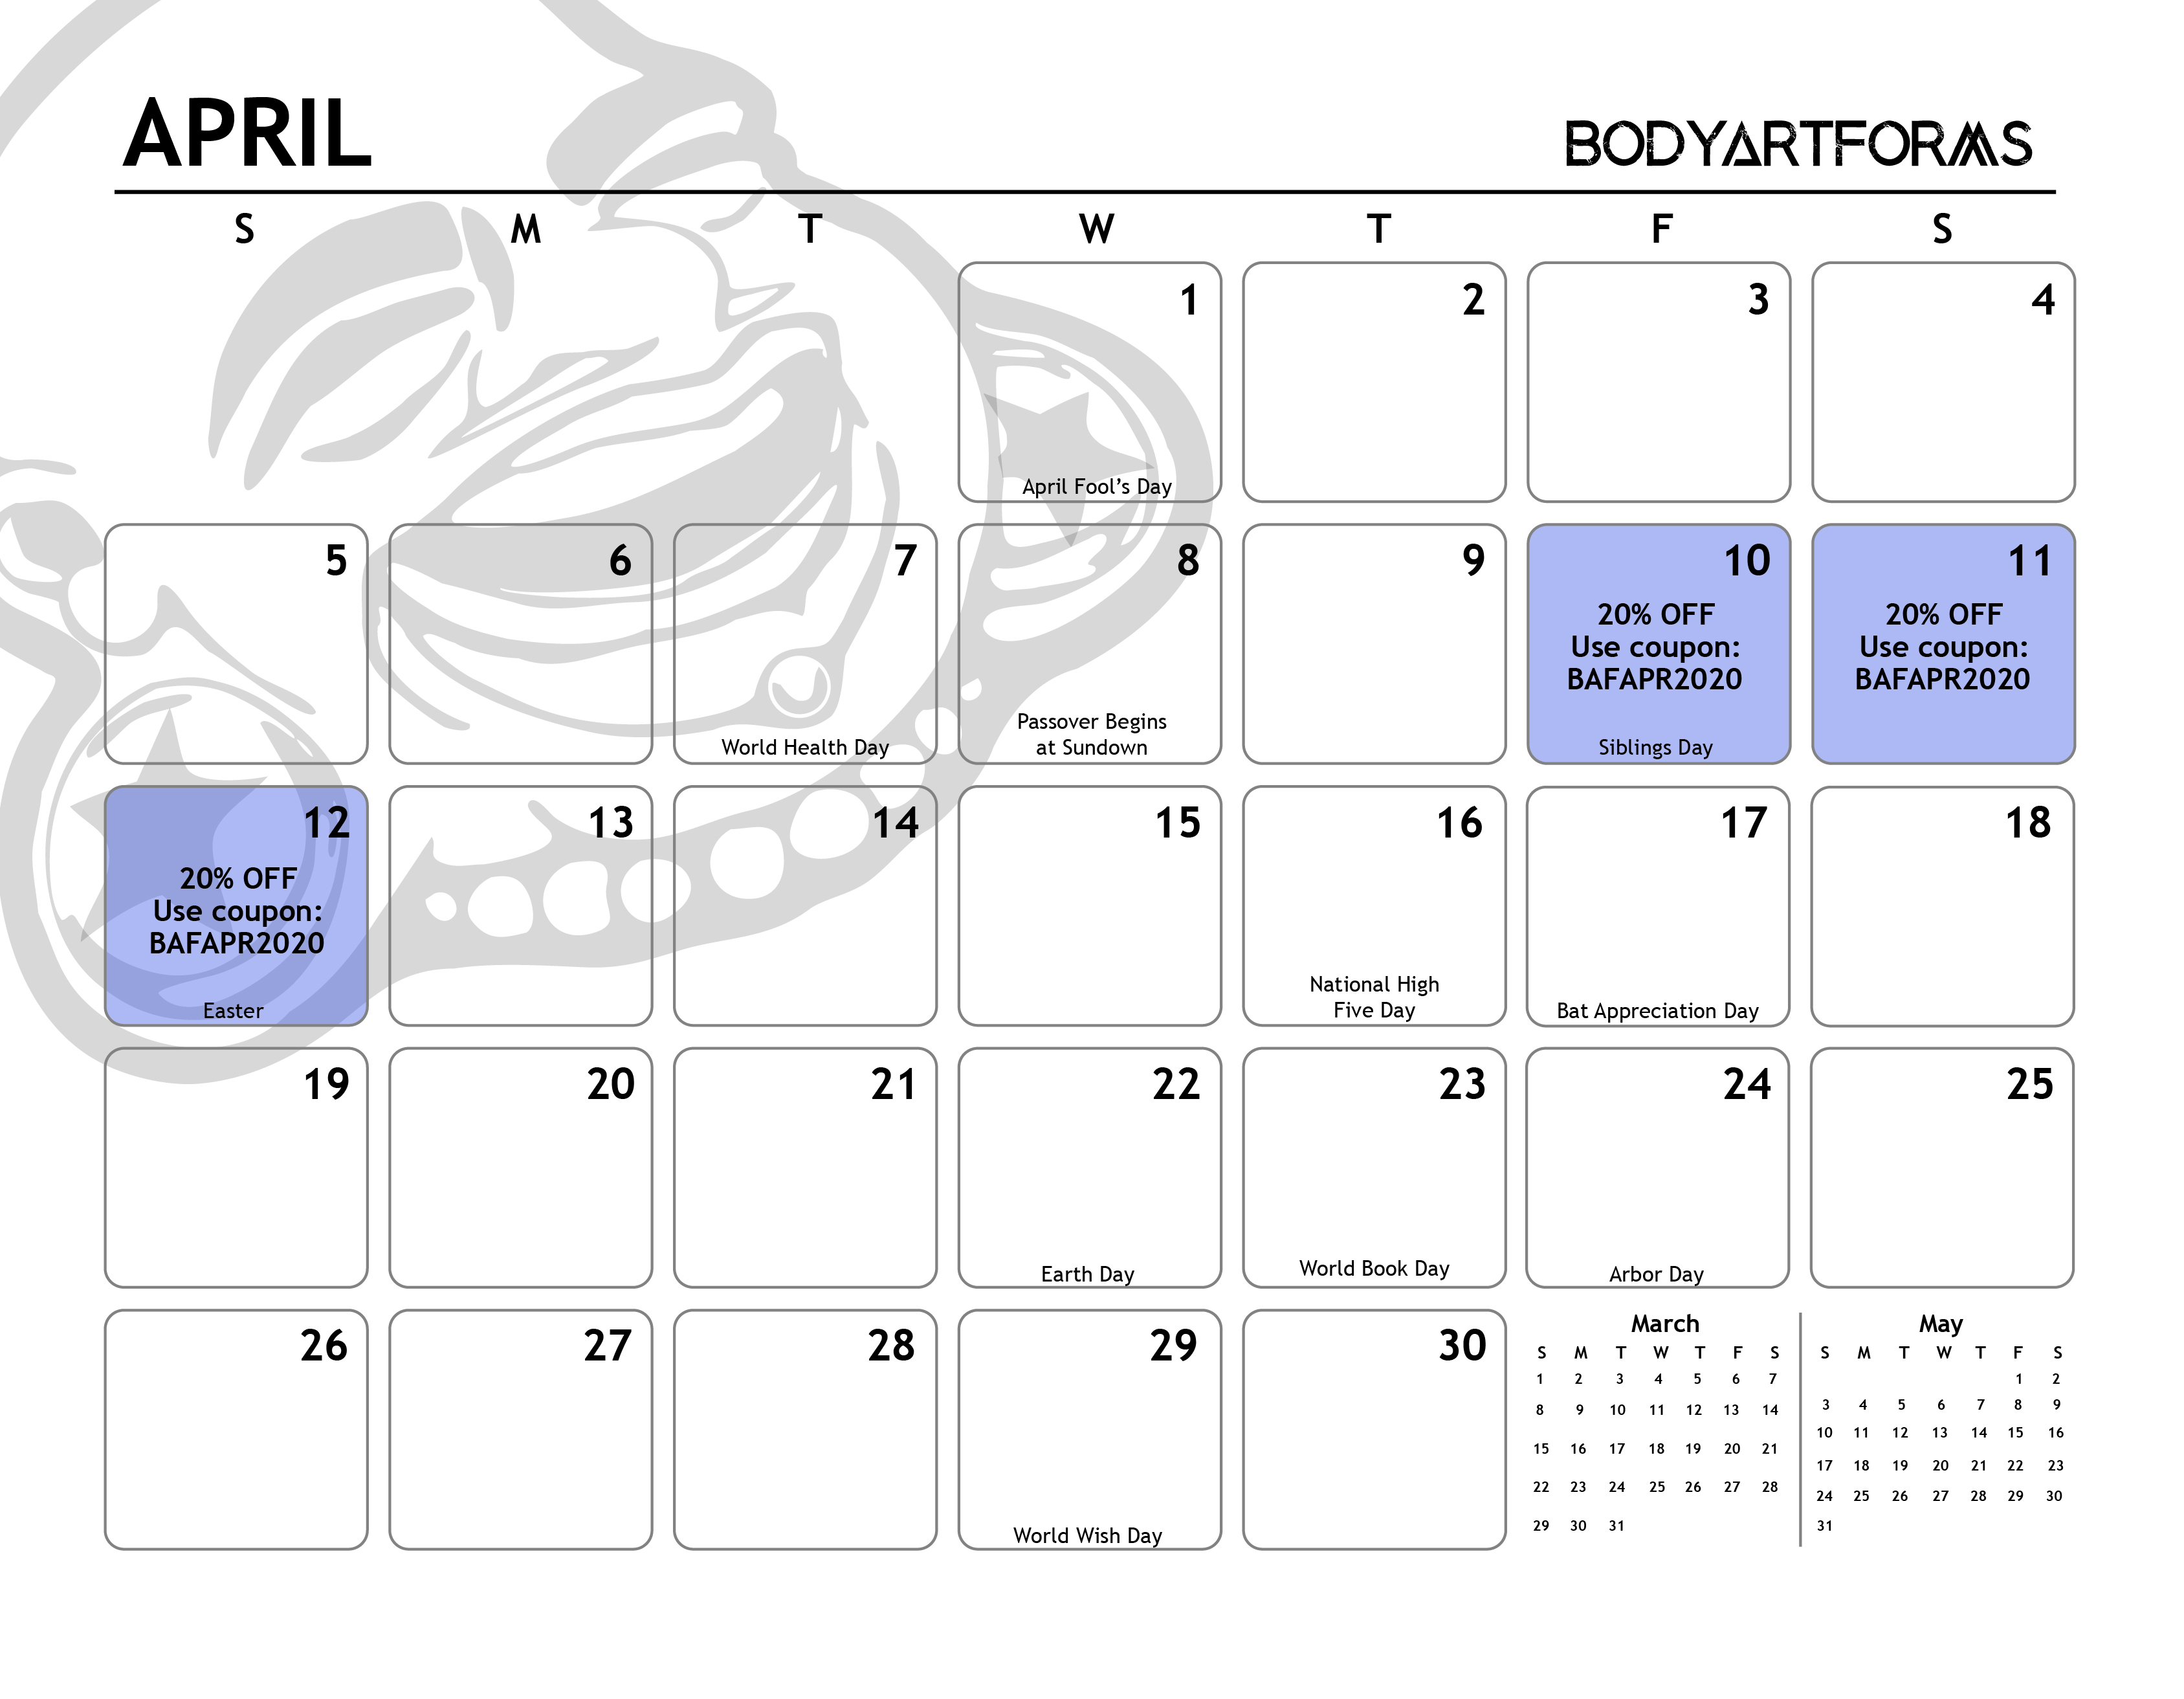 APRIL
BODYARTFORMS
S M T W T F S
1 2 3 4
April Fool's Day
5 6 7 8 9 10 11
20% OFF 20% OFF
Use coupon: Use coupon:
BAFAPR2020 BAFAPR2020
Passover Begins
World Health Day at Sundown Siblings Day
12 13 14 15 16 17 18
20% OFF
Use coupon:
BAFAPR2020
National High
Easter Five Day Bat Appreciation Day
19 20 21 22 23 24 25
Earth Day World Book Day Arbor Day
26 27 28 29 30
World Wish Day
March
S M T W T F S
1 2 3 4 5 6 7
8 9 10 11 12 13 14
15 16 17 18 19 20 21
22 23 24 25 26 27 28
29 30 31
May
S M T W T F S
1 2
3 4 5 6 7 8 9
10 11 12 13 14 15 16
17 18 19 20 21 22 23
24 25 26 27 28 29 30
31